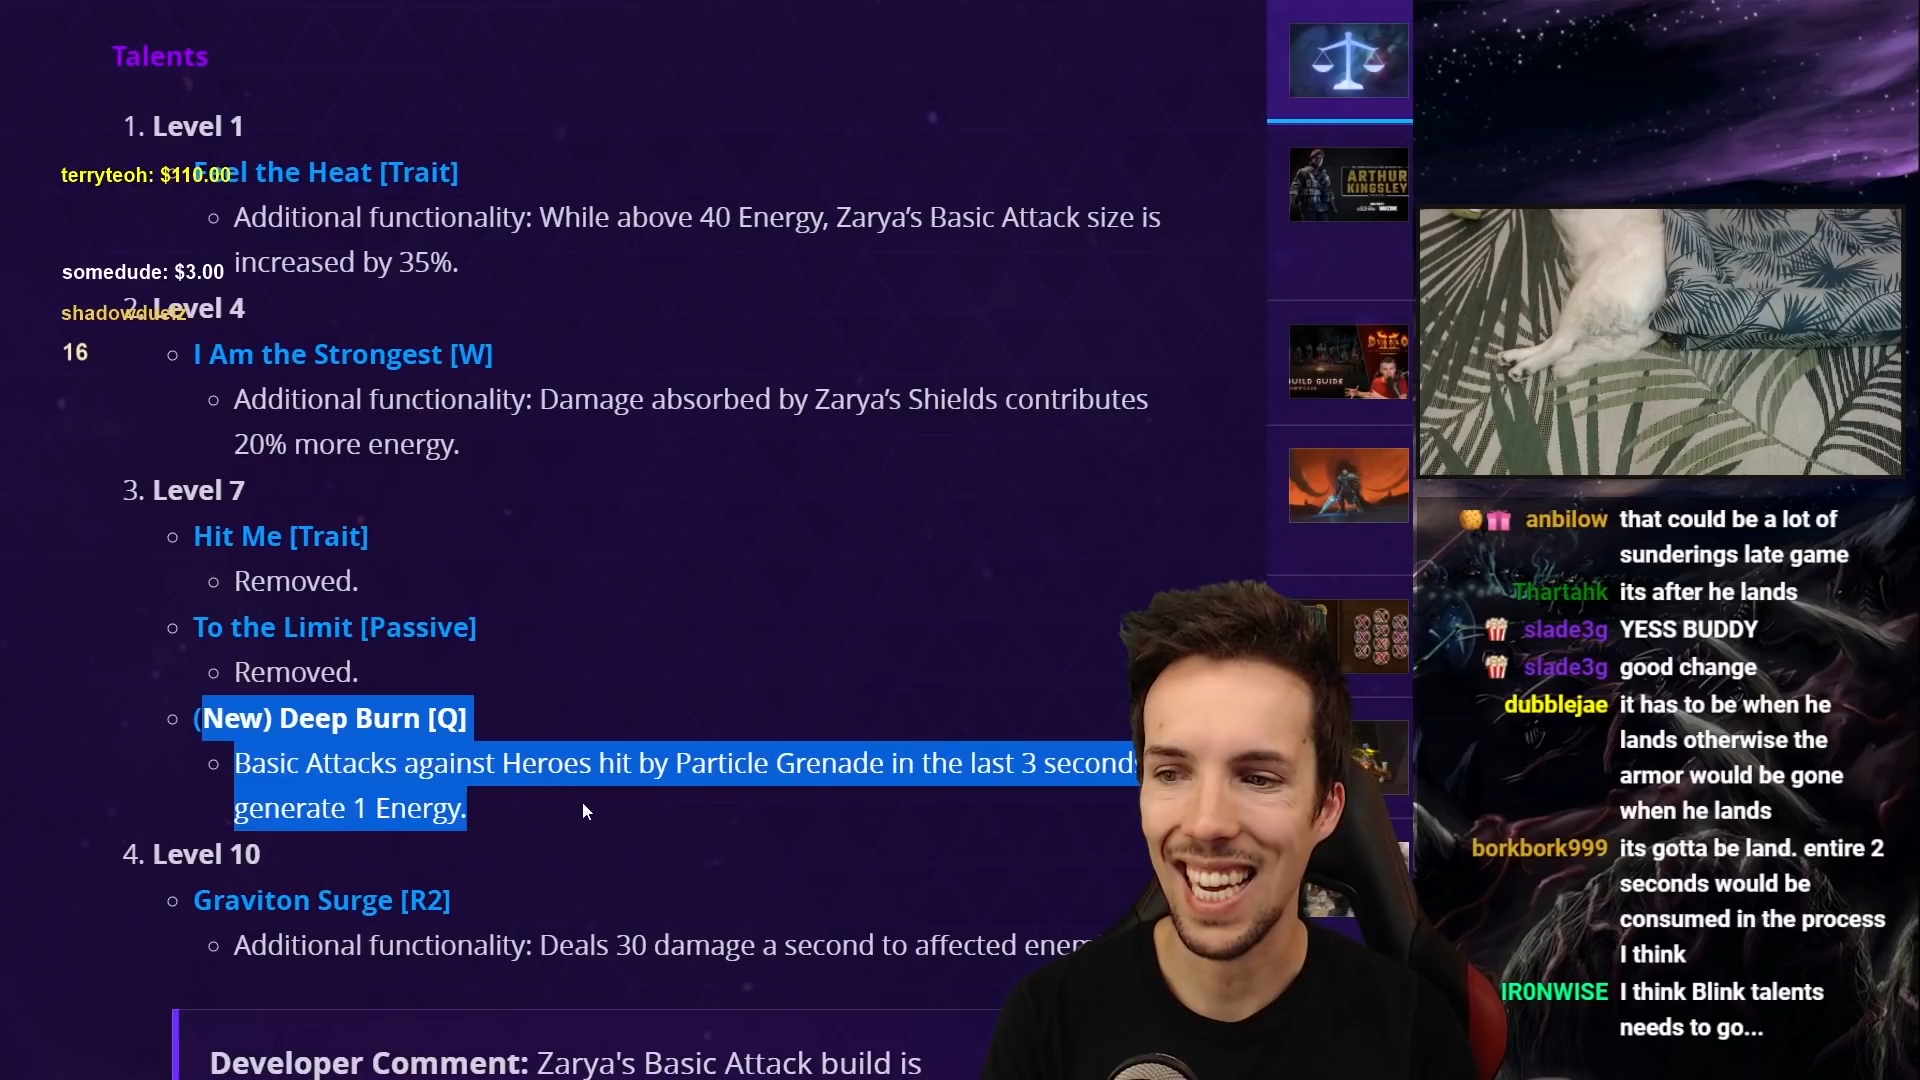 Talents
1. Level 1
Feel the Heat [Trait]
Additional functionality: While above 40 Energy, Zarya’s Basic Attack size is
increased by 35%.
2. Level 4
I Am the Strongest [W]
Additional functionality: Damage absorbed by Zarya’s Shields contributes
20% more energy.
3. Level 7
Hit Me [Trait]
Removed.
To the Limit [Passive]
Removed.
(New) Deep Burn [Q]
Basic Attacks against Heroes hit by Particle Grenade in the last 3 seconds
generate 1 Energy.
4. Level 10
Graviton Surge [R2]
Additional functionality: Deals 30 damage a second to affected
Developer Comment: Zarya's Basic Attack build is
terryteoh: $110.00
somedude: $3.00
shadowduelz
16
ARTHUR
KINGSLEY
BUILD GUIDE
anbilow that could be a lot of
sunderings late game
Thartahk its after he lands
slade3g YESS BUDDY
slade3g good change
dubblejae it has to be when he
lands otherwise the
armor would be gone
when he lands
borkbork999 its gotta be land. entire 2
seconds would be
consumed in the process
I think
IR0NWISE I think Blink talents
needs to go...